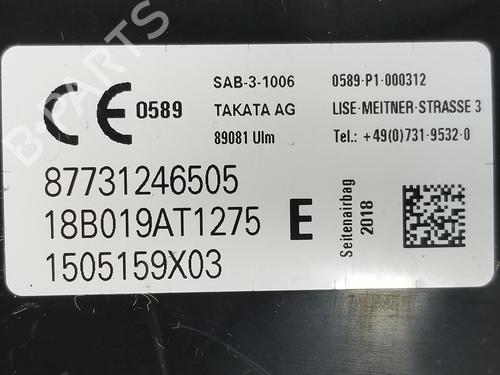 CE 0589
SAB-3-1006
TAKATA AG
89081 Ulm
0589-P1-000312
LISE-MEITNER-STRASSE 3
Tel.: +49(0)731-9532-0
87731246505
18B019AT1275
1505159X03
E
Seitenairbag
2018
B-PARTS